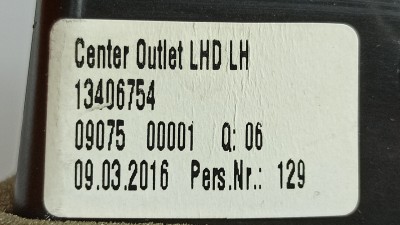 Center Outlet LHD LH
13406754
09075 00001 Q: 06
09.03.2016 Pers.Nr.: 129